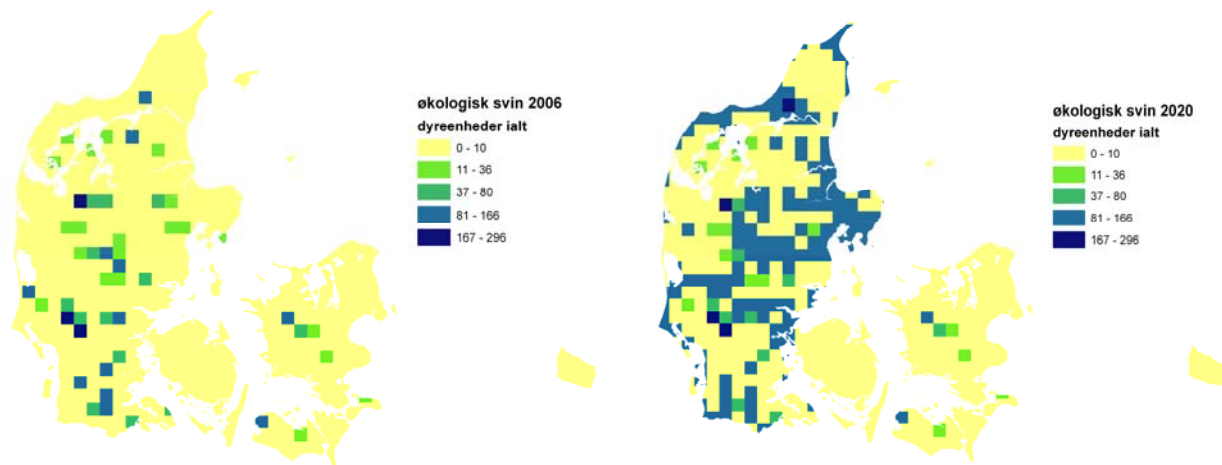 økologisk svin 2006
dyreenheder ialt
0 - 10
11 - 36
37 - 80
81 - 166
167 - 296
økologisk svin 2020
dyreenheder ialt
0 - 10
11 - 36
37 - 80
81 - 166
167 - 296